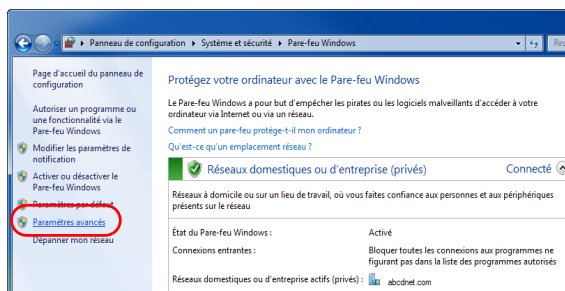 Panneau de configuration ▸ Système et sécurité ▸ Pare-feu Windows
Rec
Page d'accueil du panneau de
configuration
Autoriser un programme ou
une fonctionnalité via le
Pare-feu Windows
Modifier les paramètres de
notification
Activer ou désactiver le
Pare-feu Windows
Paramètres par défaut
Paramètres avancés
Dépanner mon réseau
Protégez votre ordinateur avec le Pare-feu Windows
Le Pare-feu Windows a pour but d'empêcher les pirates ou les logiciels malveillants d'accéder à votre
ordinateur via Internet ou via un réseau.
Comment un pare-feu protège-t-il mon ordinateur ?
Qu'est-ce qu'un emplacement réseau ?
Réseaux domestiques ou d'entreprise (privés) Connecté
Réseaux à domicile ou sur un lieu de travail, où vous faites confiance aux personnes et aux périphériques
présents sur le réseau
État du Pare-feu Windows : Activé
Connexions entrantes : Bloquer toutes les connexions aux programmes ne
figurant pas dans la liste des programmes autorisés
Réseaux domestiques ou d'entreprise actifs (privés) : abcdnet.com